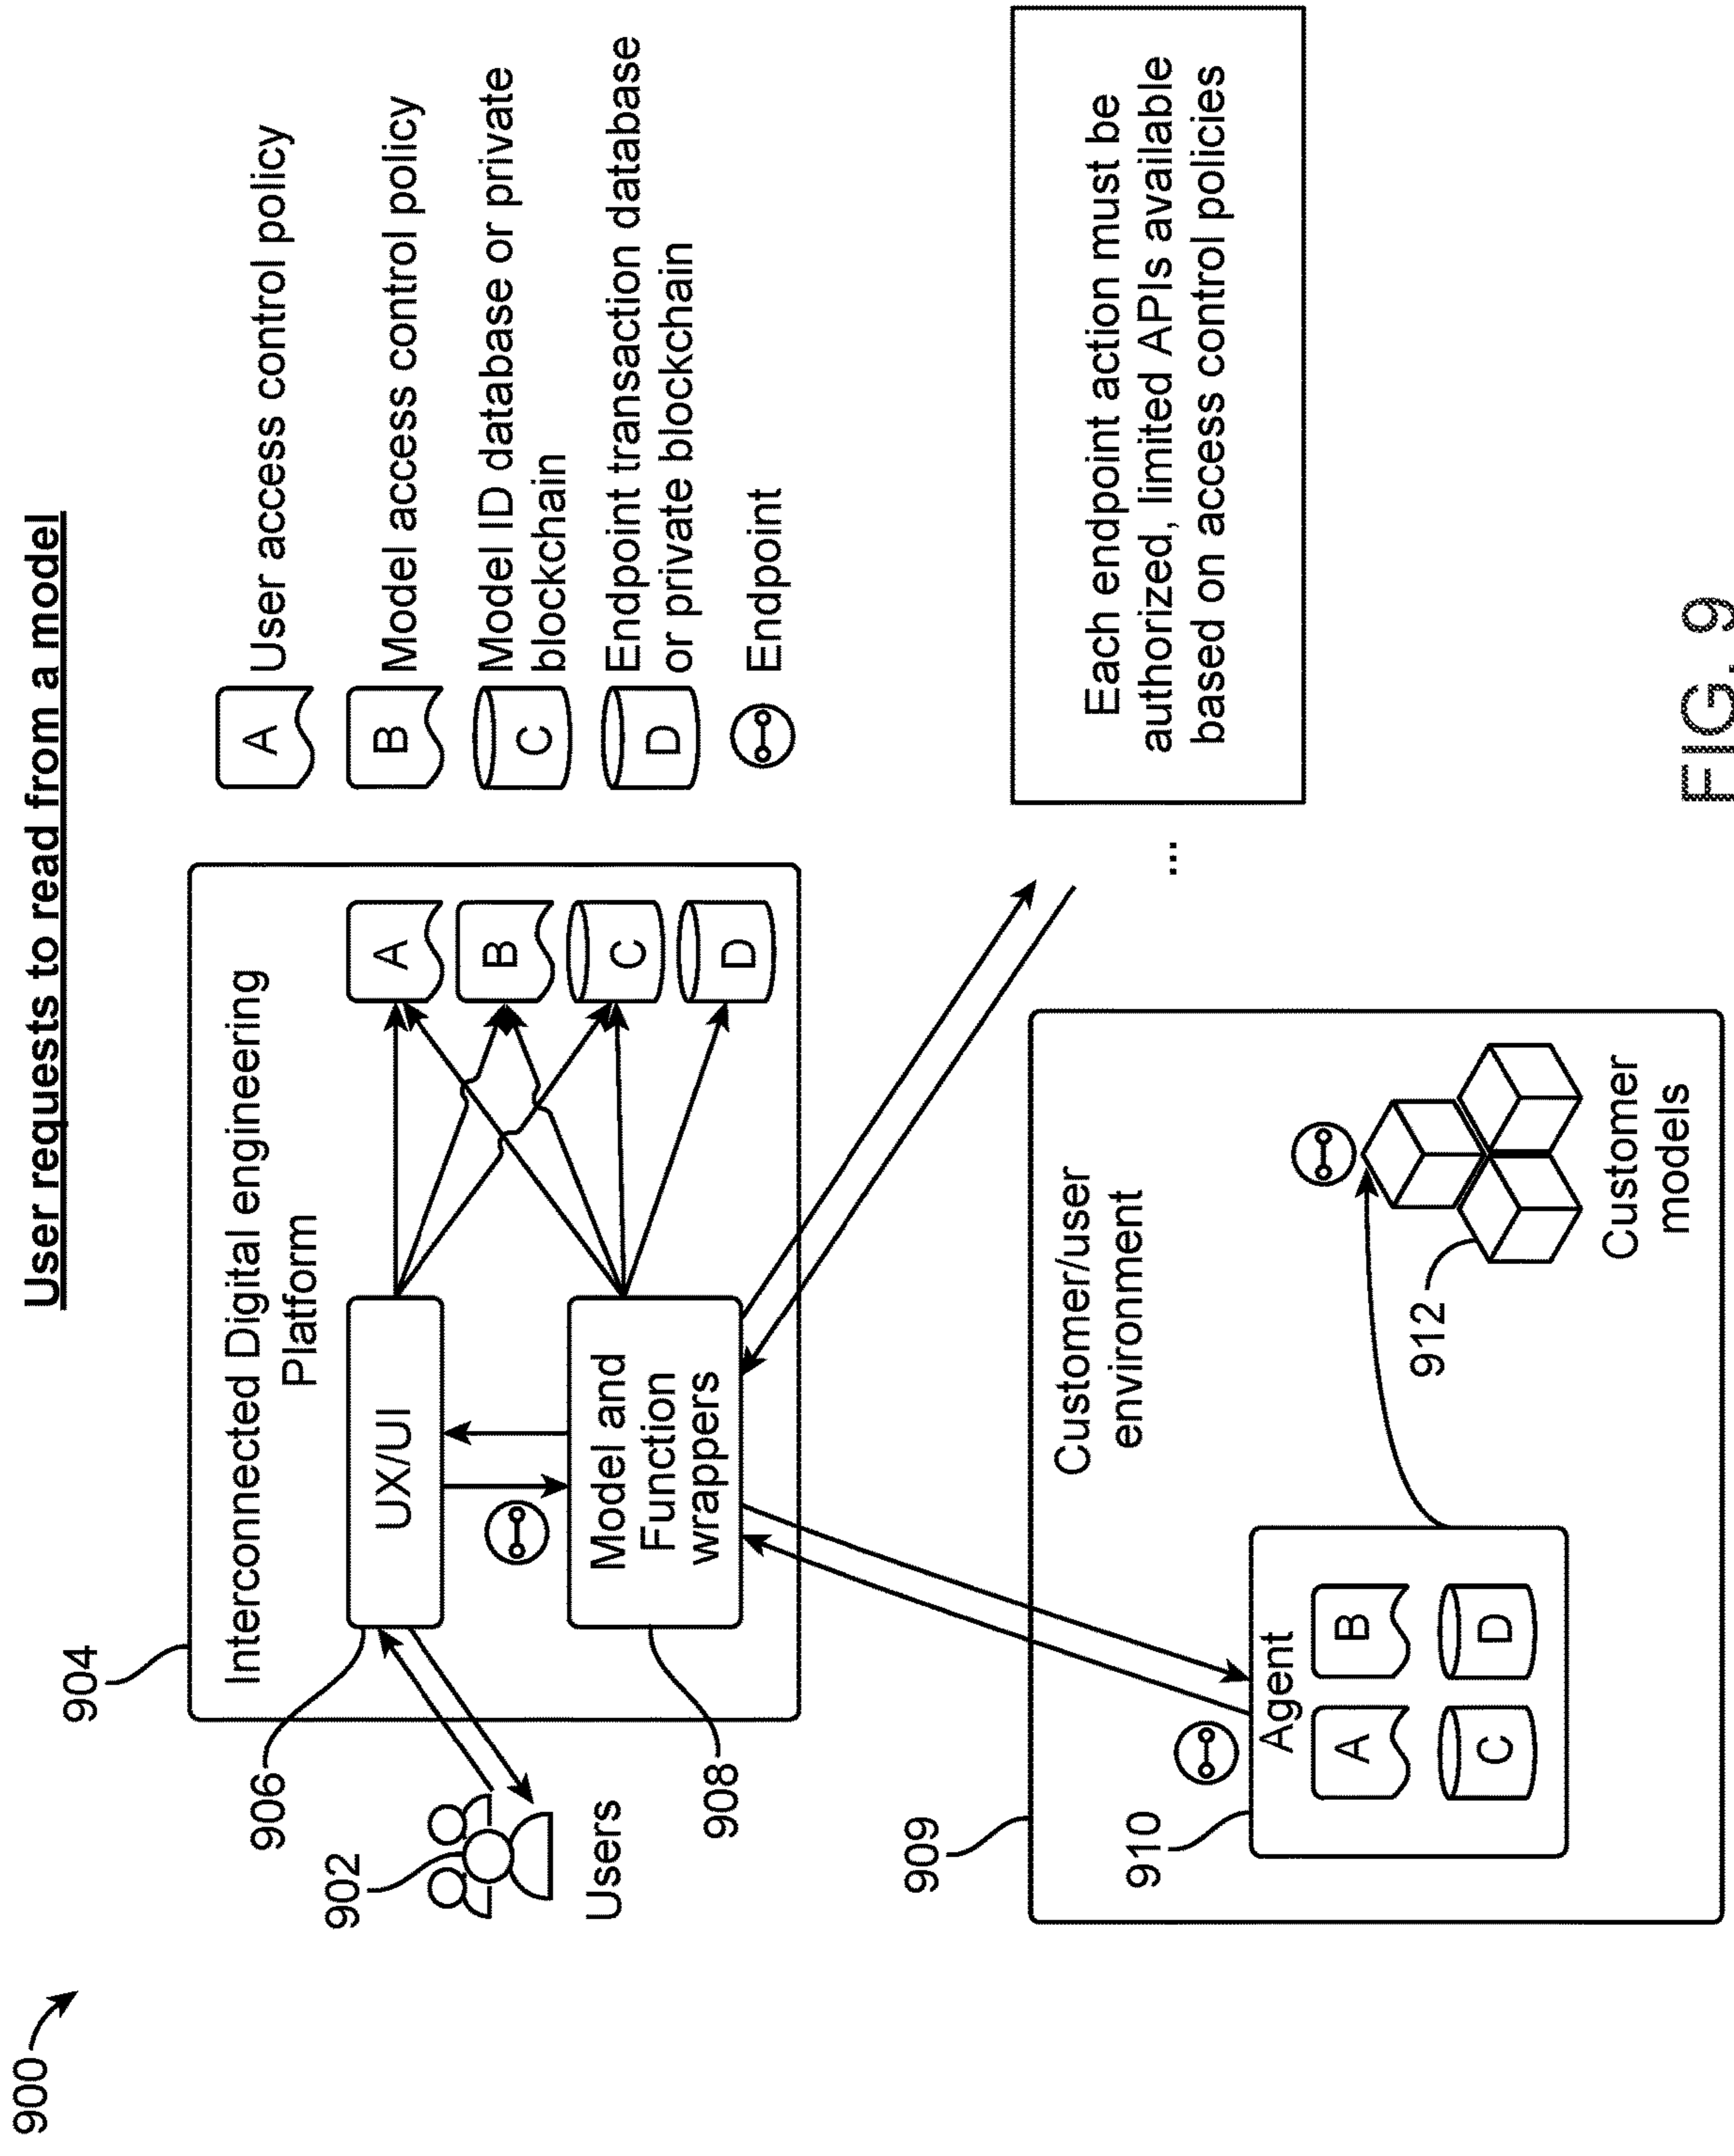 900
User requests to read from a model
904
Interconnected Digital engineering
Platform
906
UX/UI
902
Users
908
Model and
Function
wrappers
A
B
C
D
A
User access control policy
B
Model access control policy
C
Model ID database or private
blockchain
D
Endpoint transaction database
or private blockchain
Endpoint
909
Customer/user
environment
910
Agent
A
B
C
D
912
Customer
models
...
Each endpoint action must be
authorized, limited APIs available
based on access control policies
FIG. 9